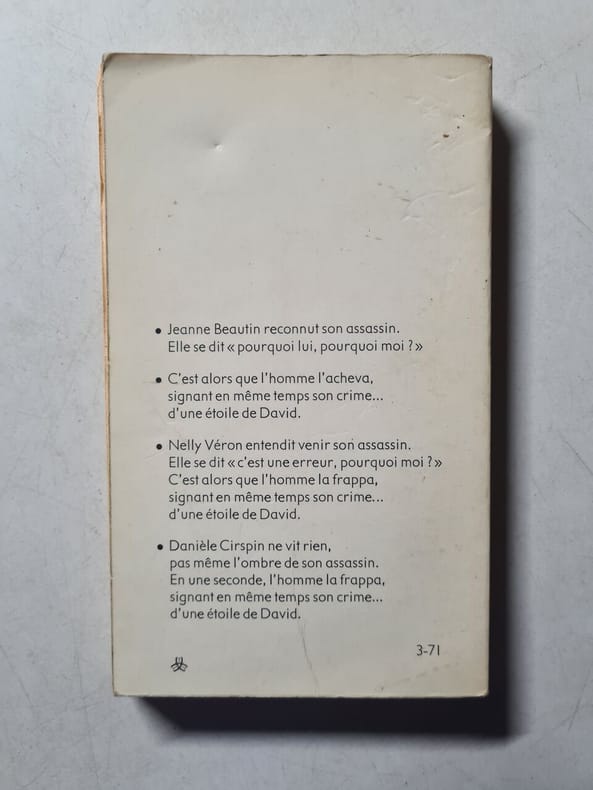 • Jeanne Beautin reconnut son assassin.
Elle se dit « pourquoi lui, pourquoi moi ? »
• C'est alors que l'homme l'acheva,
signant en même temps son crime...
d'une étoile de David.
• Nelly Véron entendit venir son assassin.
Elle se dit « c'est une erreur, pourquoi moi ? »
C'est alors que l'homme la frappa,
signant en même temps son crime...
d'une étoile de David.
• Danièle Cirspin ne vit rien,
pas même l'ombre de son assassin.
En une seconde, l'homme la frappa,
signant en même temps son crime...
d'une étoile de David.
3-71